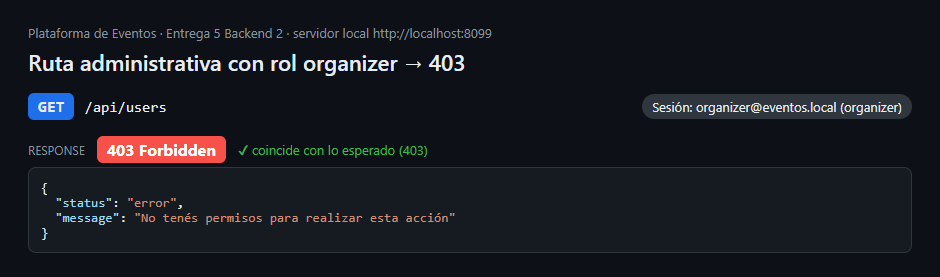 Plataforma de Eventos · Entrega 5 Backend 2 · servidor local http://localhost:8099
Ruta administrativa con rol organizer → 403
GET /api/users Sesión: organizer@eventos.local (organizer)
RESPONSE 403 Forbidden ✓ coincide con lo esperado (403)
{
  "status": "error",
  "message": "No tenés permisos para realizar esta acción"
}